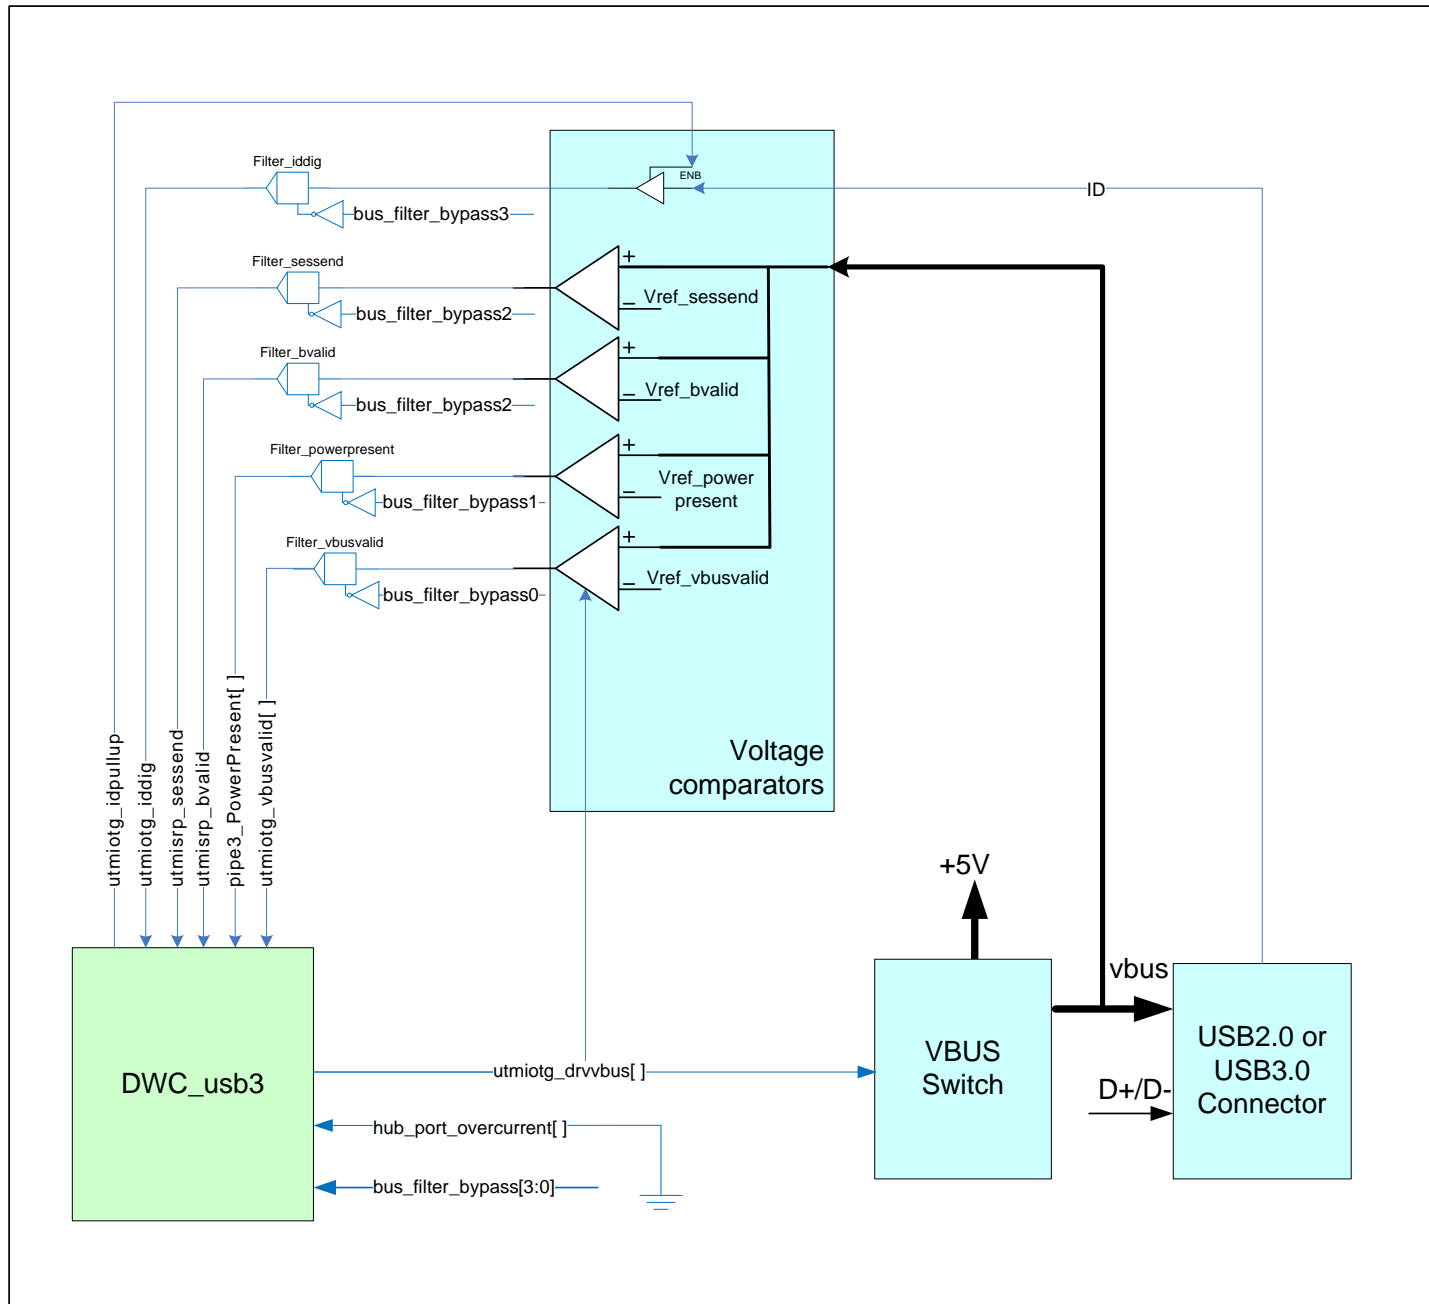 Filter_iddig
ENB
ID
bus_filter_bypass3
Filter_sessend
+
Vref_sessend
−
bus_filter_bypass2
Filter_bvalid
+
Vref_bvalid
−
bus_filter_bypass2
Filter_powerpresent
+
Vref_power
present
−
bus_filter_bypass1
Filter_vbusvalid
+
Vref_vbusvalid
−
bus_filter_bypass0
utmiotg_idpullup
utmiotg_iddig
utmisrp_sessend
utmisrp_bvalid
pipe3_PowerPresent[ ]
utmiotg_vbusvalid[ ]
Voltage
comparators
+5V
vbus
DWC_usb3
utmiotg_drvvbus[ ]
hub_port_overcurrent[ ]
bus_filter_bypass[3:0]
VBUS
Switch
D+/D-
USB2.0 or
USB3.0
Connector